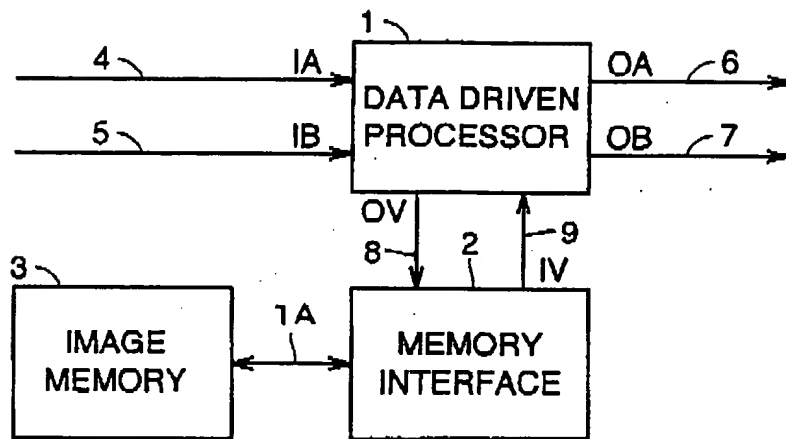 1
4 IA
DATA DRIVEN
PROCESSOR
OA 6
5 IB
OB 7
OV
8
2
9
IV
3
IMAGE
MEMORY
1A
MEMORY
INTERFACE